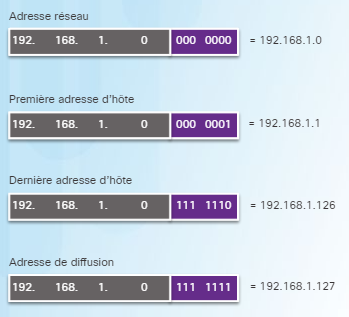 Adresse réseau
192. 168. 1. 0 000 0000 = 192.168.1.0
Première adresse d'hôte
192. 168. 1. 0 000 0001 = 192.168.1.1
Dernière adresse d'hôte
192. 168. 1. 0 111 1110 = 192.168.1.126
Adresse de diffusion
192. 168. 1. 0 111 1111 = 192.168.1.127